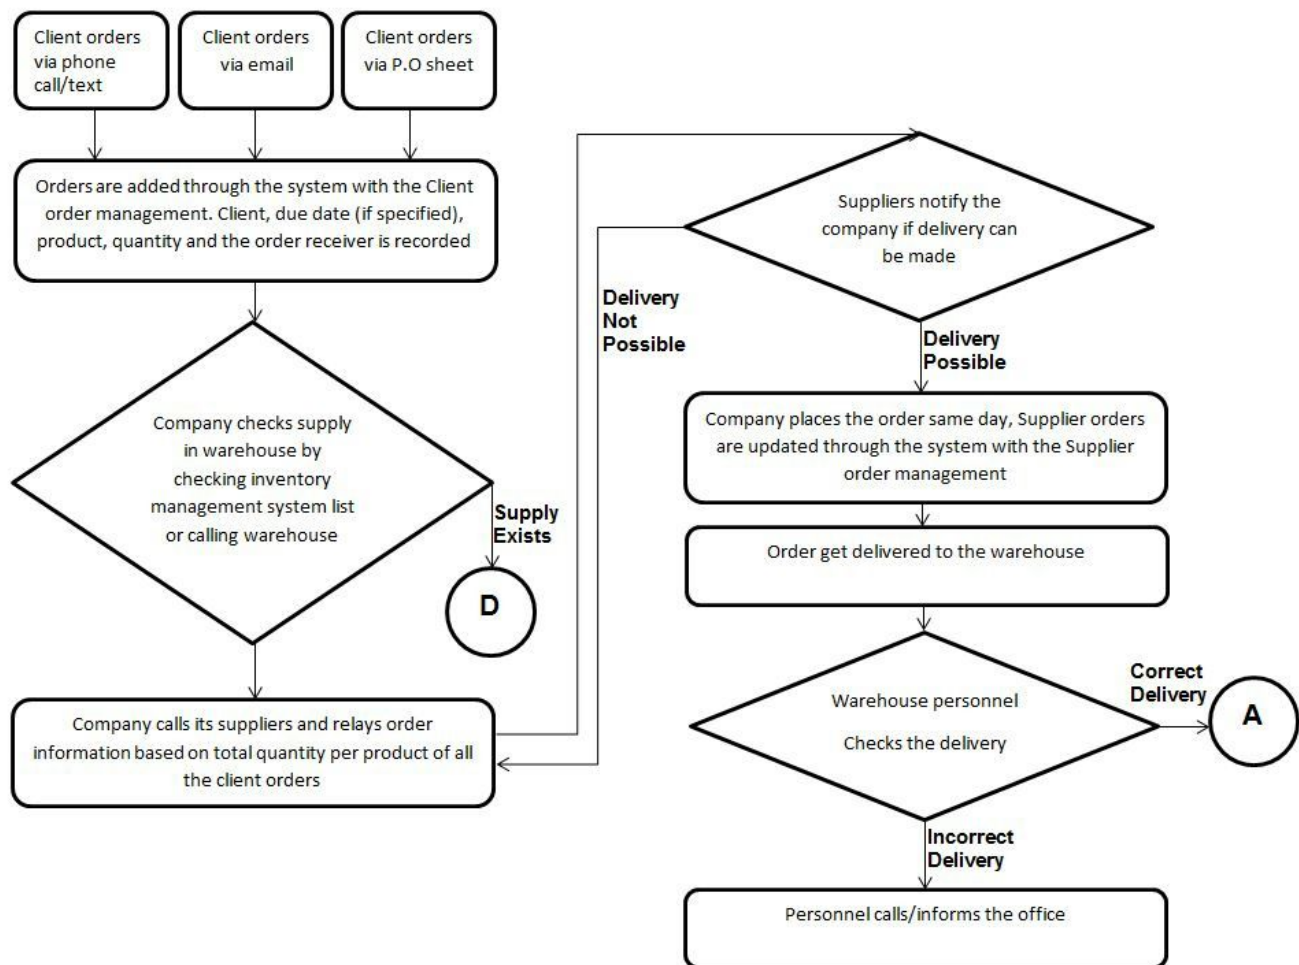 Client orders
via phone
call/text
Client orders
via email
Client orders
via P.O sheet
Orders are added through the system with the Client
order management. Client, due date (if specified),
product, quantity and the order receiver is recorded
Company checks supply
in warehouse by
checking inventory
management system list
or calling warehouse
Supply
Exists
D
Company calls its suppliers and relays order
information based on total quantity per product of all
the client orders
Suppliers notify the
company if delivery can
be made
Delivery
Not
Possible
Delivery
Possible
Company places the order same day, Supplier orders
are updated through the system with the Supplier
order management
Order get delivered to the warehouse
Warehouse personnel
Checks the delivery
Correct
Delivery
A
Incorrect
Delivery
Personnel calls/informs the office